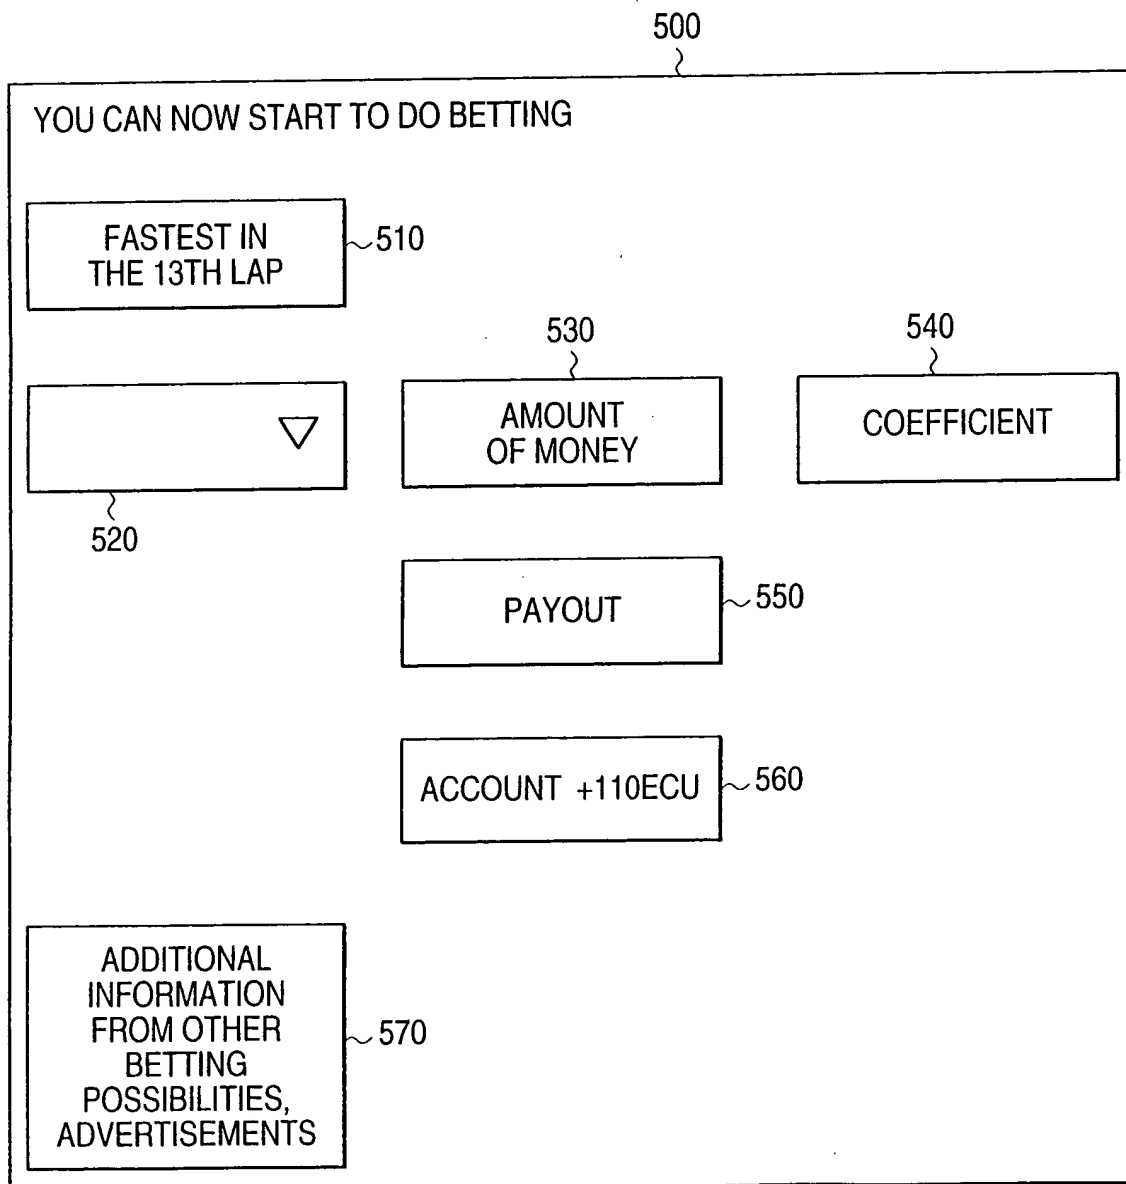 500
YOU CAN NOW START TO DO BETTING
FASTEST IN
THE 13TH LAP
510
530
540
AMOUNT
OF MONEY
COEFFICIENT
520
PAYOUT
550
ACCOUNT +110ECU
560
ADDITIONAL
INFORMATION
FROM OTHER
BETTING
POSSIBILITIES,
ADVERTISEMENTS
570